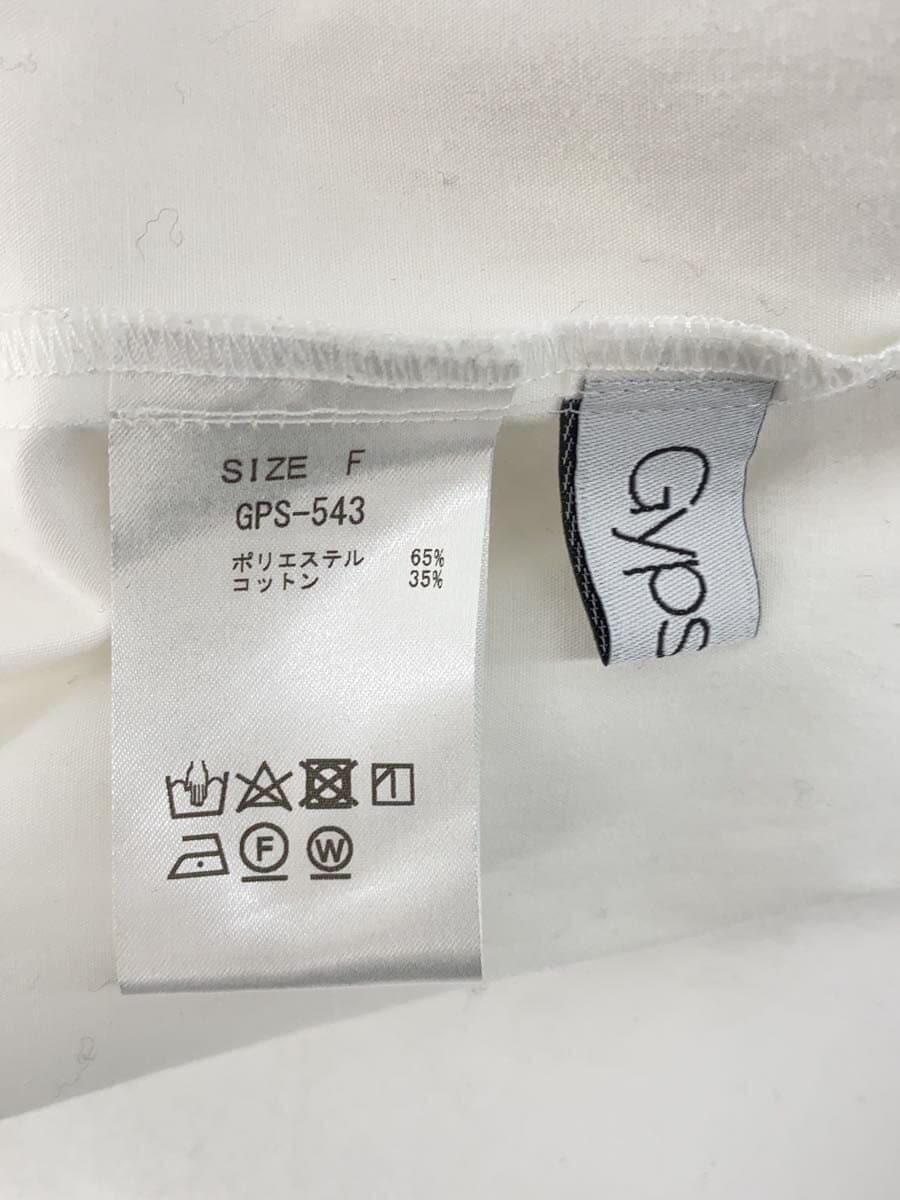 SIZE F
GPS-543
ポリエステル 65%
コットン 35%
F
W
Gyps